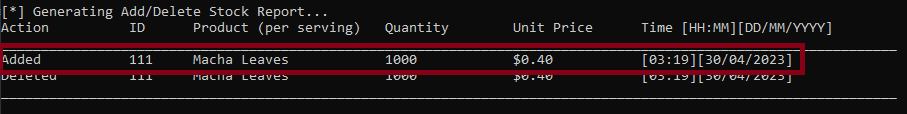 [*] Generating Add/Delete Stock Report...
Action ID Product (per serving) Quantity Unit Price Time [HH:MM][DD/MM/YYYY]
Added 111 Macha Leaves 1000 $0.40 [03:19][30/04/2023]
Deleted 111 Macha Leaves 1000 $0.40 [03:19][30/04/2023]